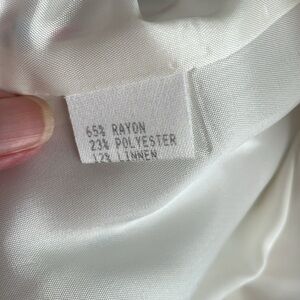 65% RAYON
23% POLYESTER
12% LINNEN